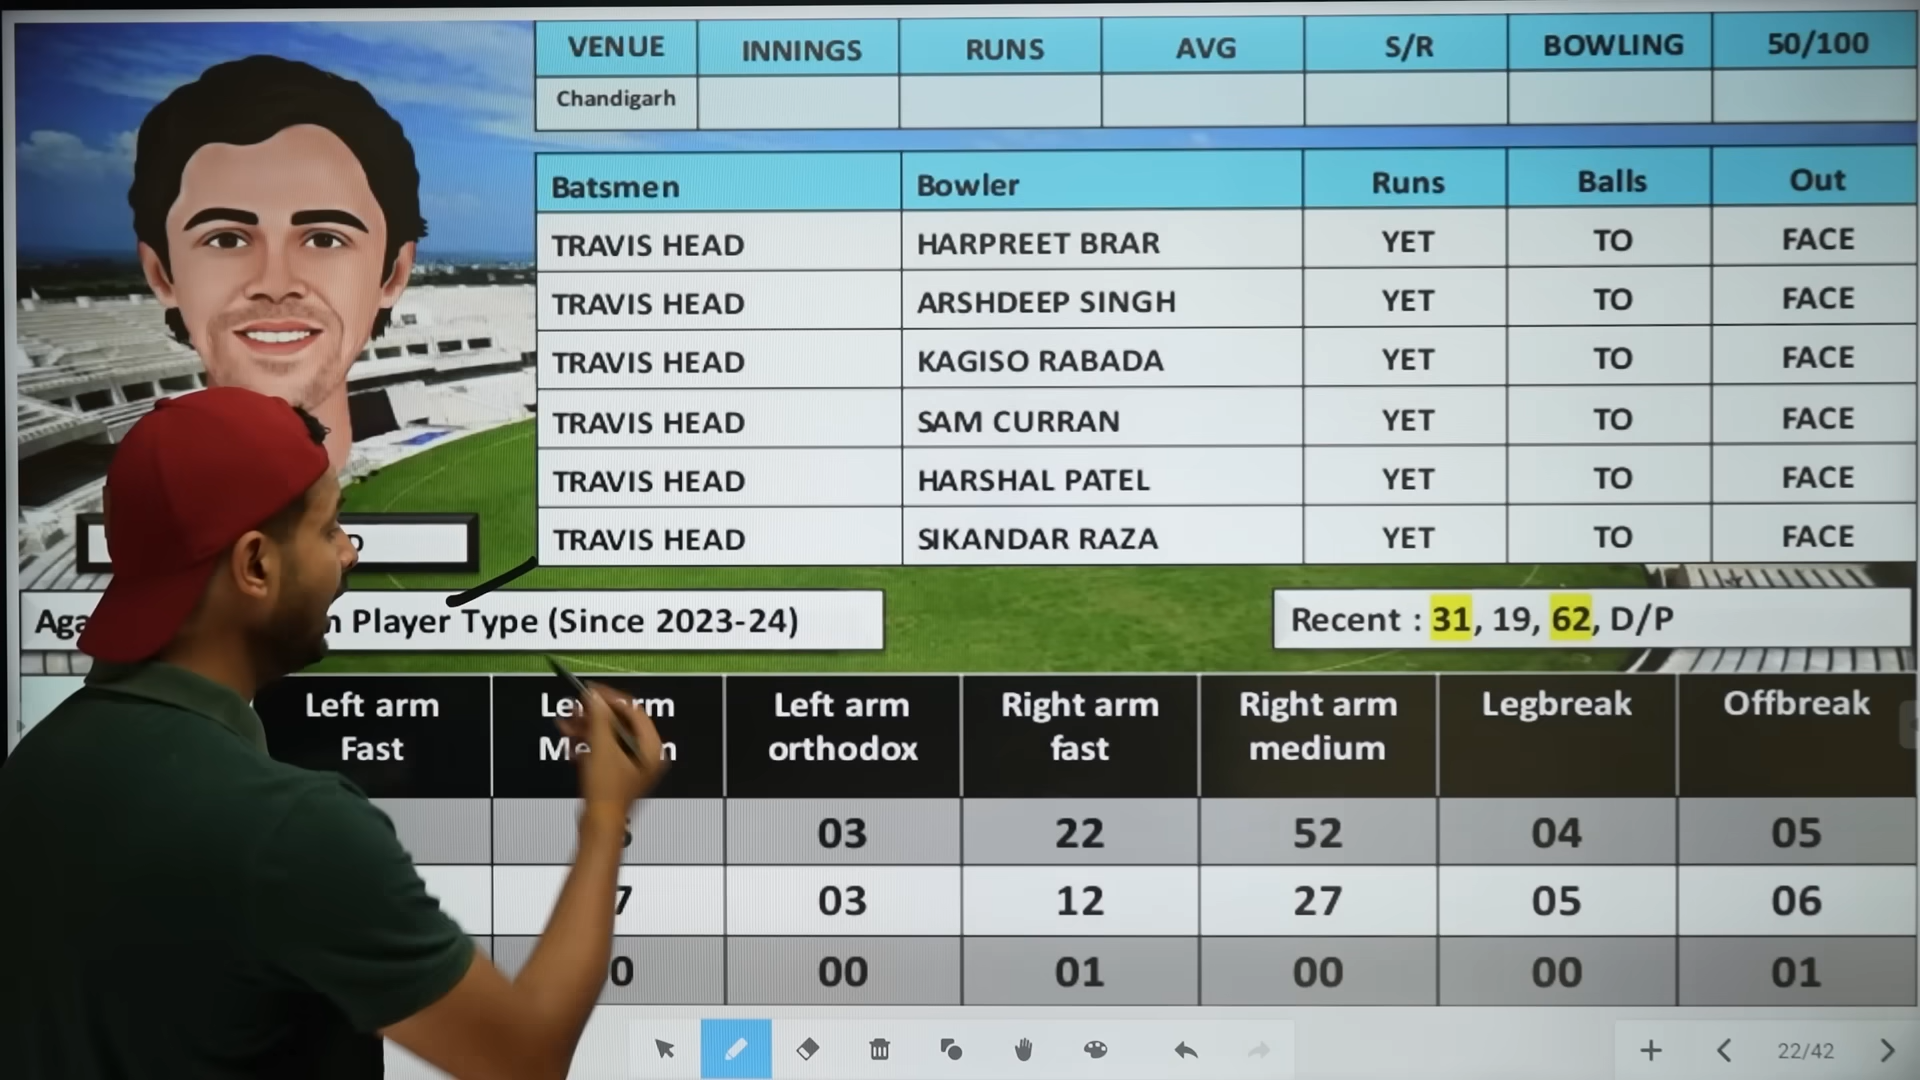 VENUE INNINGS RUNS AVG S/R BOWLING 50/100
Chandigarh
Batsmen Bowler Runs Balls Out
TRAVIS HEAD HARPREET BRAR YET TO FACE
TRAVIS HEAD ARSHDEEP SINGH YET TO FACE
TRAVIS HEAD KAGISO RABADA YET TO FACE
TRAVIS HEAD SAM CURRAN YET TO FACE
TRAVIS HEAD HARSHAL PATEL YET TO FACE
TRAVIS HEAD SIKANDAR RAZA YET TO FACE
Player Type (Since 2023-24)
Recent : 31, 19, 62, D/P
Left arm Left arm Right arm Right arm Legbreak Offbreak
Fast orthodox fast medium
03 22 52 04 05
03 12 27 05 06
00 01 00 00 01
22/42